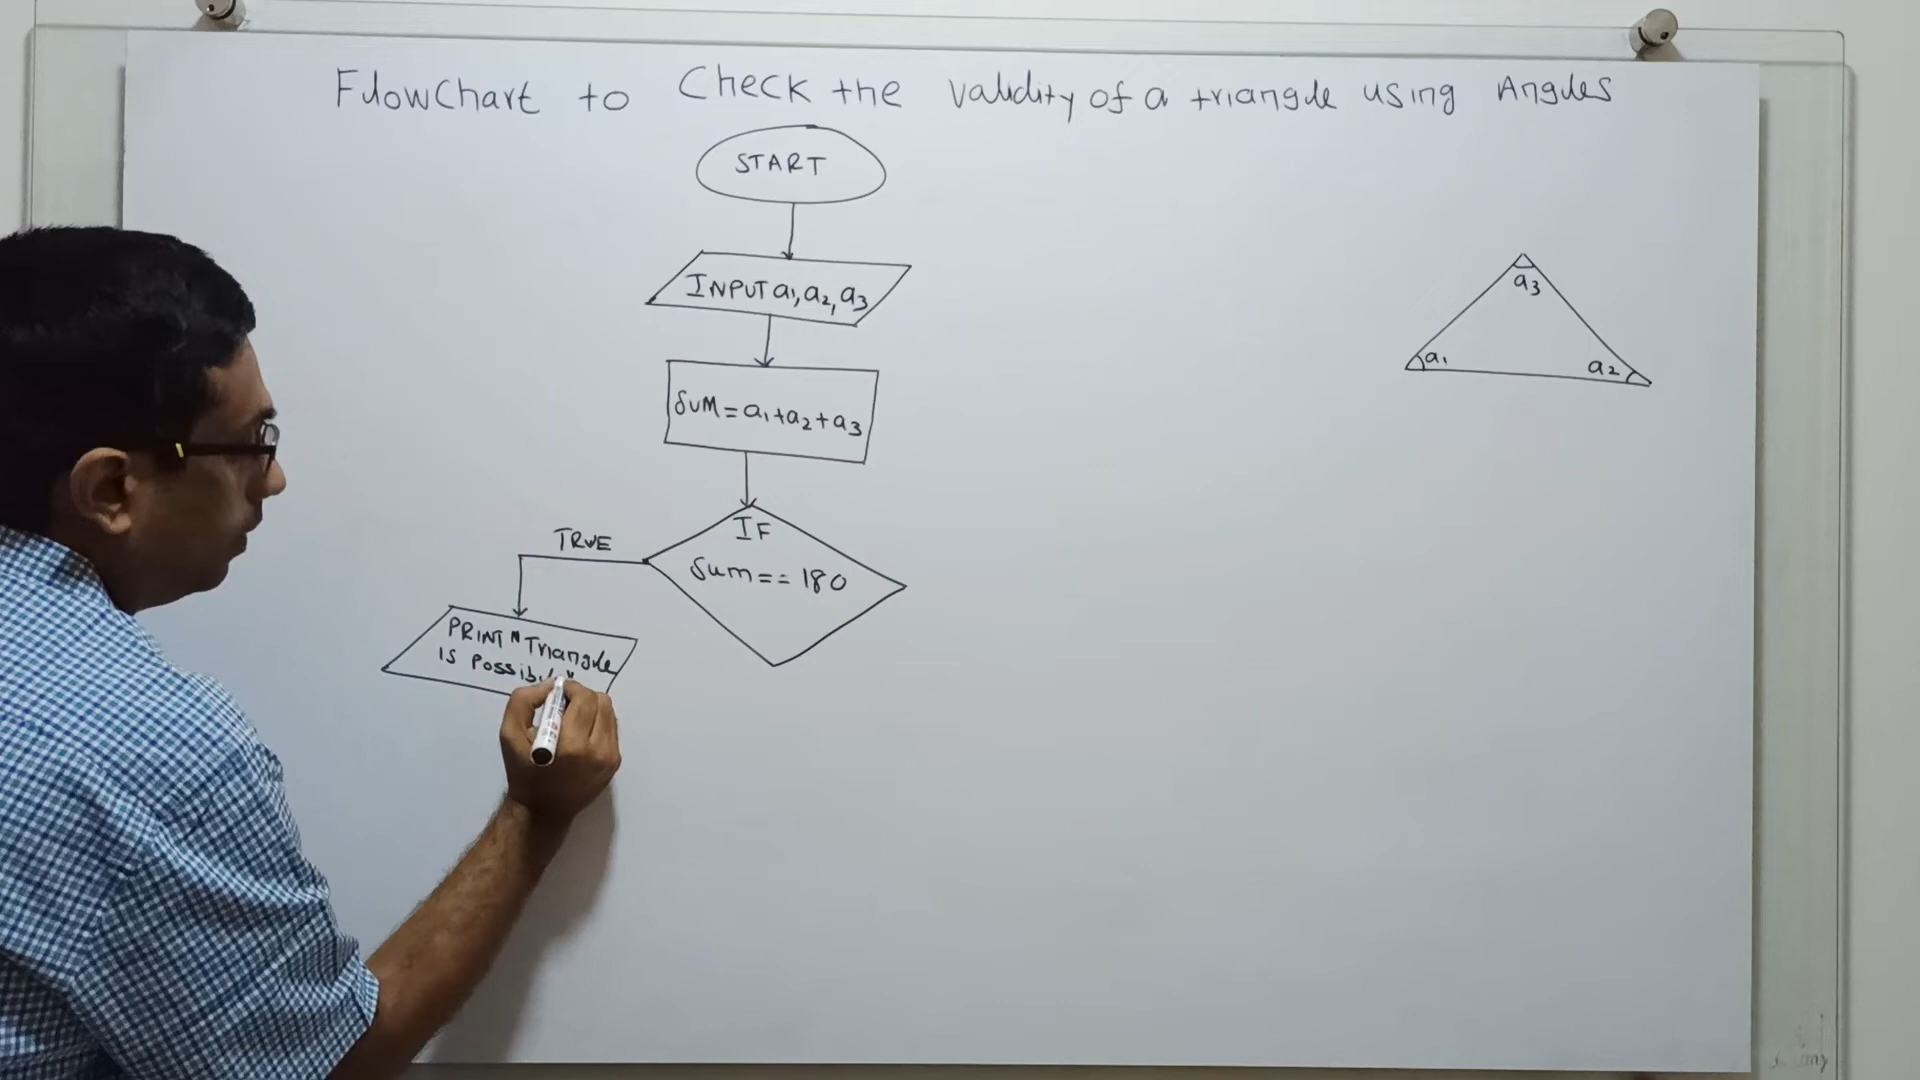 FlowChart to Check the validity of a triangle using Angles
START
INPUT a1, a2, a3
SUM = a1 + a2 + a3
IF
Sum == 180
TRUE
PRINT "Triangle
is Possible"
a3
a1
a2